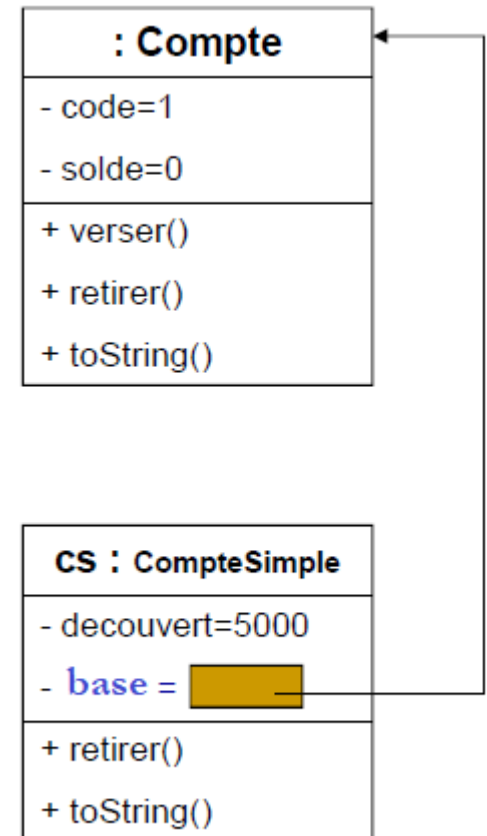 : Compte
- code=1
- solde=0
+ verser()
+ retirer()
+ toString()
CS : CompteSimple
- decouvert=5000
- base =
+ retirer()
+ toString()